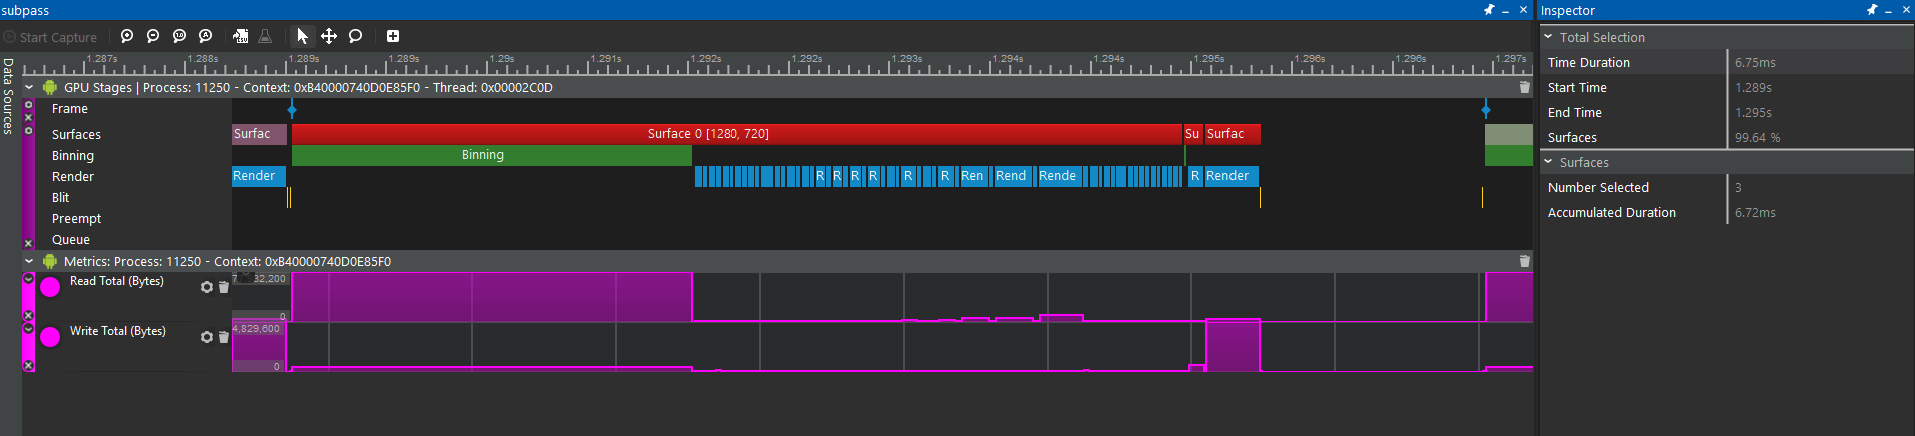 subpass
Start Capture
1.287s 1.288s 1.289s 1.289s 1.290s 1.291s 1.292s 1.292s 1.293s 1.294s 1.294s 1.295s 1.296s 1.296s 1.297s
Data Sources
GPU Stages | Process: 11250 - Context: 0xB40000740D0E85F0 - Thread: 0x00002C0D
Frame
Surfaces Surfac Surface 0 [1280, 720] Su Surfac
Binning Binning
Render Render R R R R R R Ren Rend Rende R Render
Blit
Preempt
Queue
Metrics: Process: 11250 - Context: 0xB40000740D0E85F0
Read Total (Bytes)
0
Write Total (Bytes) 4,829,600
0
Inspector
Total Selection
Time Duration 6.75ms
Start Time 1.289s
End Time 1.295s
Surfaces 99.64 %
Surfaces
Number Selected 3
Accumulated Duration 6.72ms